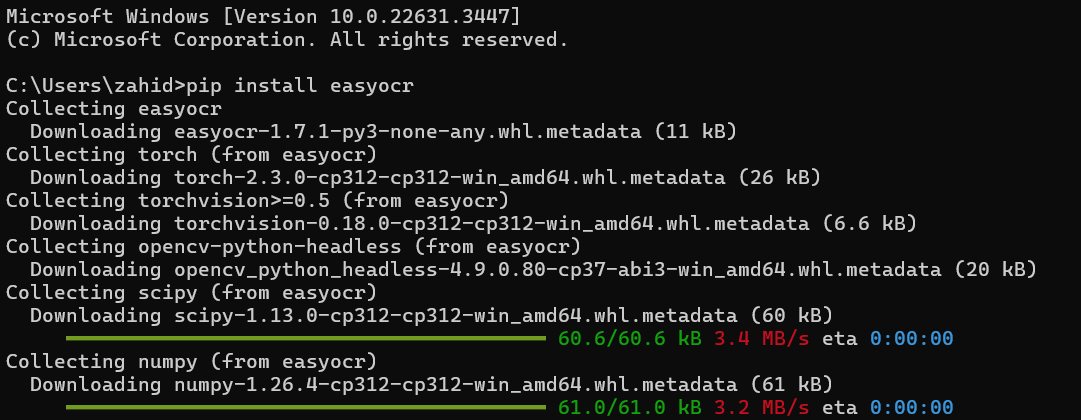 Microsoft Windows [Version 10.0.22631.3447]
(c) Microsoft Corporation. All rights reserved.
C:\Users\zahid>pip install easyocr
Collecting easyocr
Downloading easyocr-1.7.1-py3-none-any.whl.metadata (11 kB)
Collecting torch (from easyocr)
Downloading torch-2.3.0-cp312-cp312-win_amd64.whl.metadata (26 kB)
Collecting torchvision>=0.5 (from easyocr)
Downloading torchvision-0.18.0-cp312-cp312-win_amd64.whl.metadata (6.6 kB)
Collecting opencv-python-headless (from easyocr)
Downloading opencv_python_headless-4.9.0.80-cp37-abi3-win_amd64.whl.metadata (20 kB)
Collecting scipy (from easyocr)
Downloading scipy-1.13.0-cp312-cp312-win_amd64.whl.metadata (60 kB)
60.6/60.6 kB 3.4 MB/s eta 0:00:00
Collecting numpy (from easyocr)
Downloading numpy-1.26.4-cp312-cp312-win_amd64.whl.metadata (61 kB)
61.0/61.0 kB 3.2 MB/s eta 0:00:00